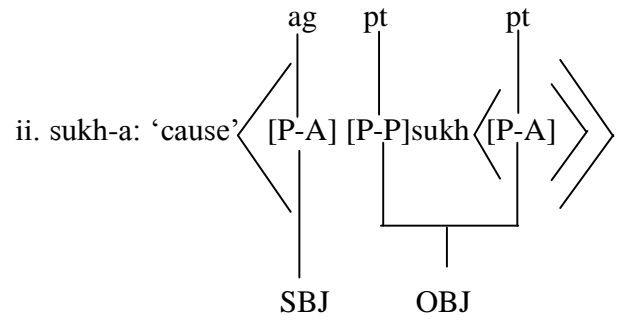 ag pt pt
ii. sukh-a: ‘cause’ [P-A] [P-P]sukh [P-A]
SBJ OBJ